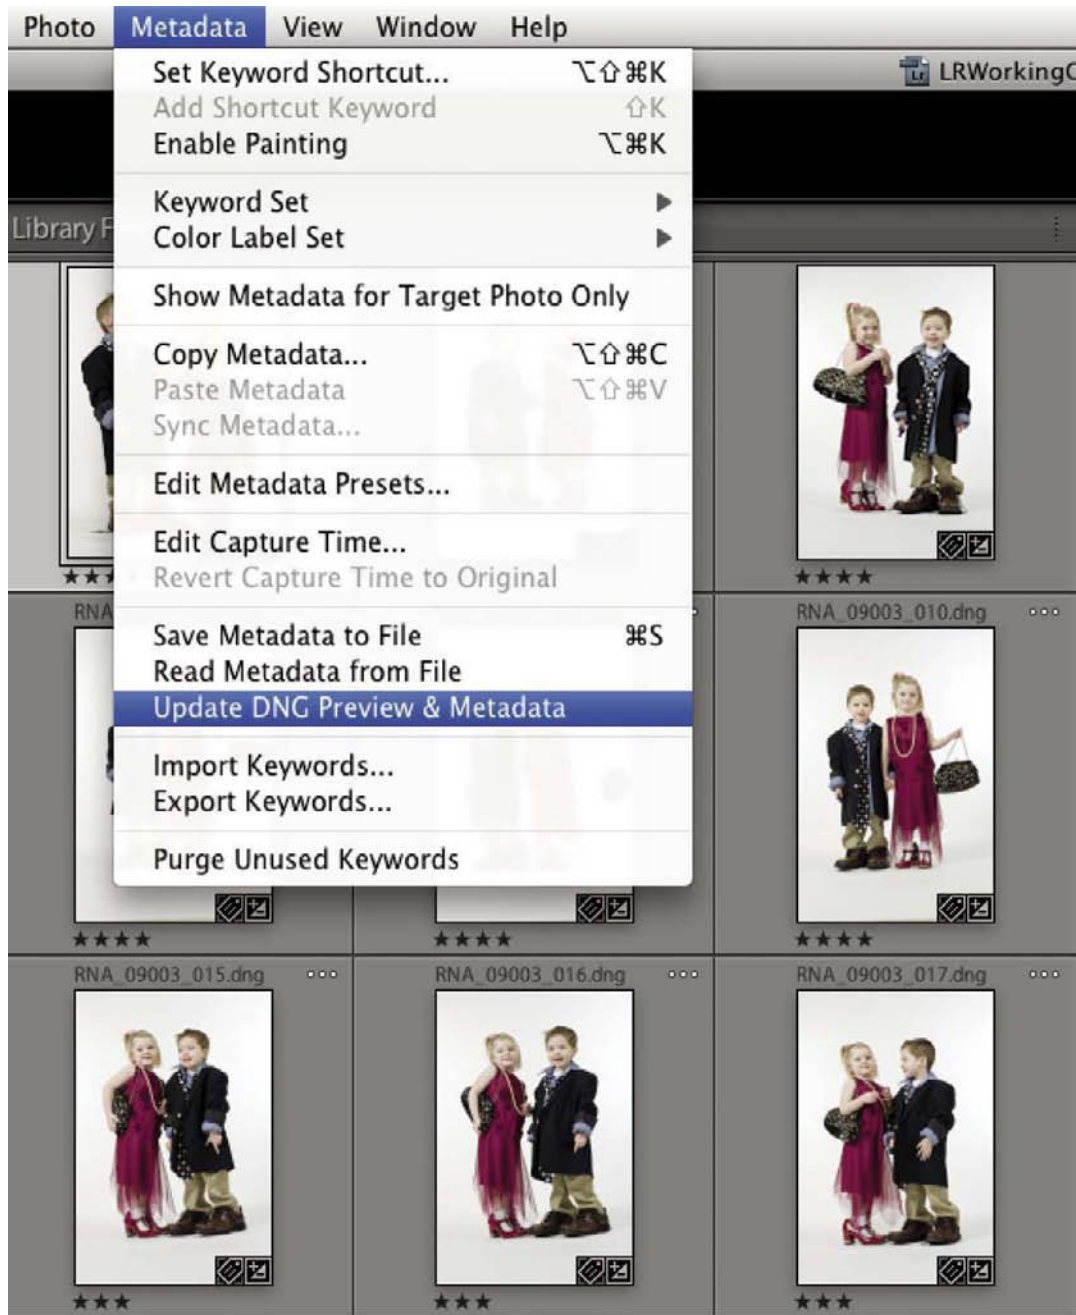 Photo Metadata View Window Help
LRWorkingC
Set Keyword Shortcut... ⌥⇧⌘K
Add Shortcut Keyword ⇧K
Enable Painting ⌥⌘K
Keyword Set ▶
Color Label Set ▶
Library F
Show Metadata for Target Photo Only
Copy Metadata... ⌥⇧⌘C
Paste Metadata ⌥⇧⌘V
Sync Metadata...
Edit Metadata Presets...
Edit Capture Time...
Revert Capture Time to Original
Save Metadata to File ⌘S
Read Metadata from File
Update DNG Preview & Metadata
Import Keywords...
Export Keywords...
Purge Unused Keywords
★★★ ★★★★
RNA RNA_09003_010.dng
★★★★ ★★★★ ★★★★
RNA_09003_015.dng RNA_09003_016.dng RNA_09003_017.dng
★★★ ★★★ ★★★